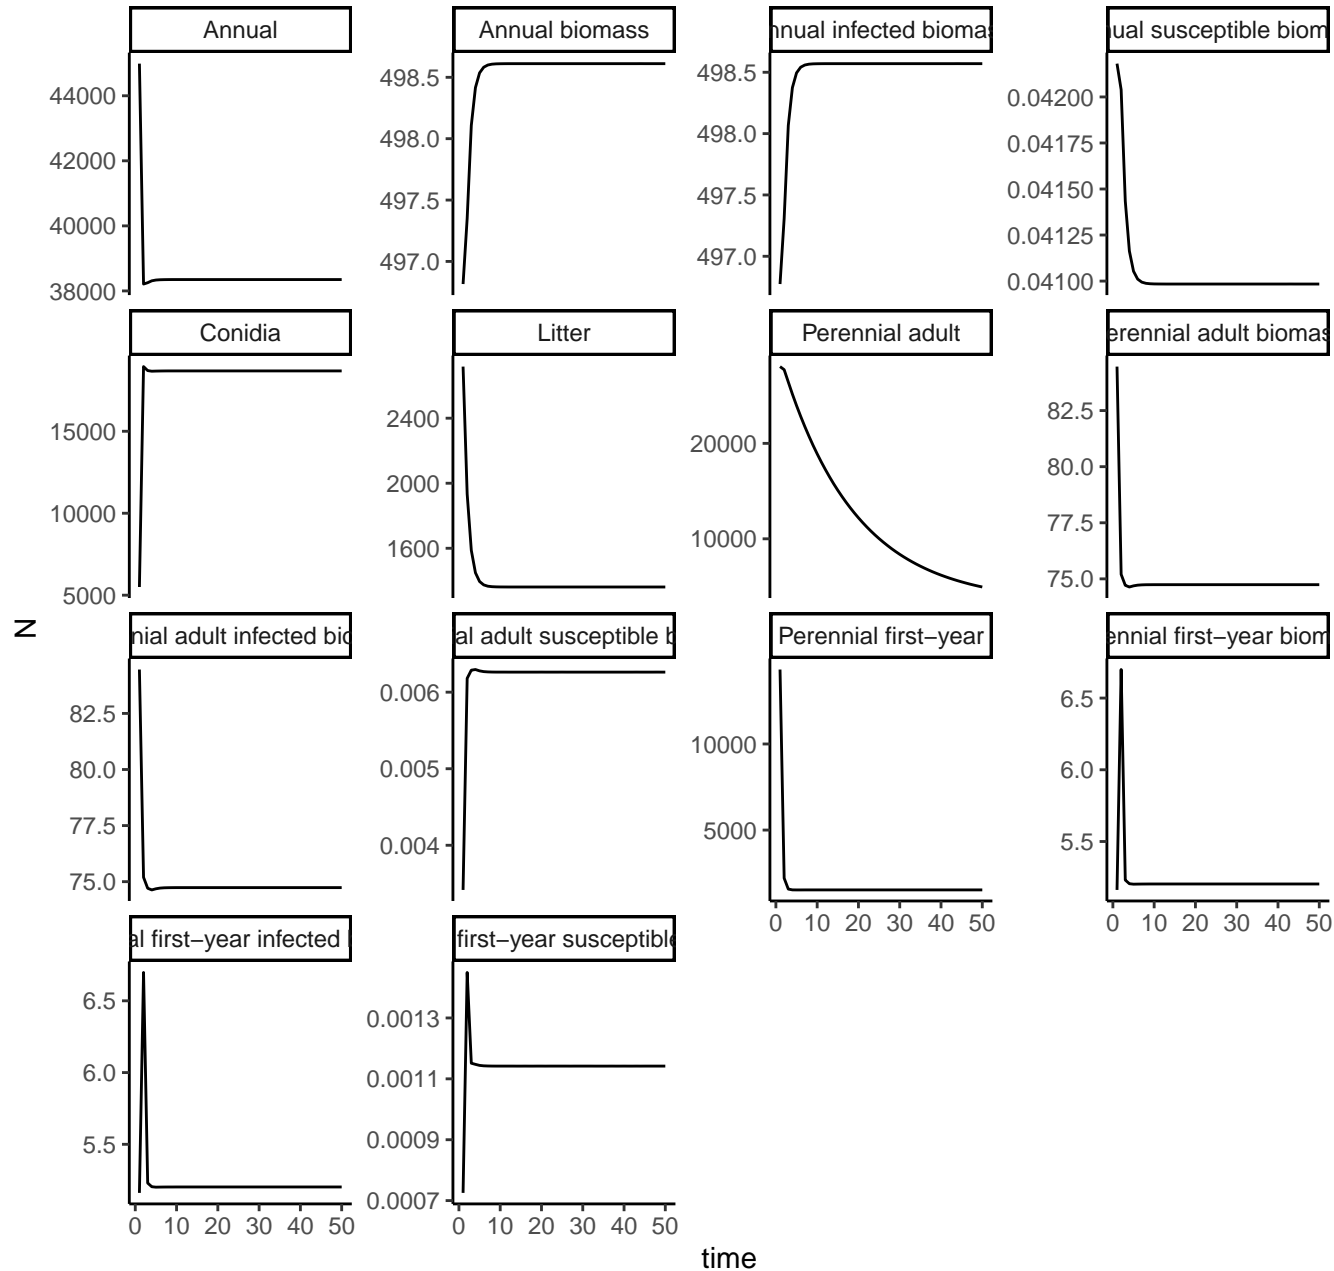 Annual
Annual biomass
nnual infected biomas
ual susceptible biom
44000
42000
40000
38000
498.5
498.0
497.5
497.0
498.5
498.0
497.5
497.0
0.04200
0.04175
0.04150
0.04125
0.04100
Conidia
Litter
Perennial adult
erennial adult biomas
15000
10000
5000
2400
2000
1600
20000
10000
82.5
80.0
77.5
75.0
N
nial adult infected bio
al adult susceptible b
Perennial first−year
ennial first−year biom
82.5
80.0
77.5
75.0
0.006
0.005
0.004
10000
5000
6.5
6.0
5.5
0 10 20 30 40 50
0 10 20 30 40 50
al first−year infected
first−year susceptible
6.5
6.0
5.5
0.0013
0.0011
0.0009
0.0007
0 10 20 30 40 50
0 10 20 30 40 50
time